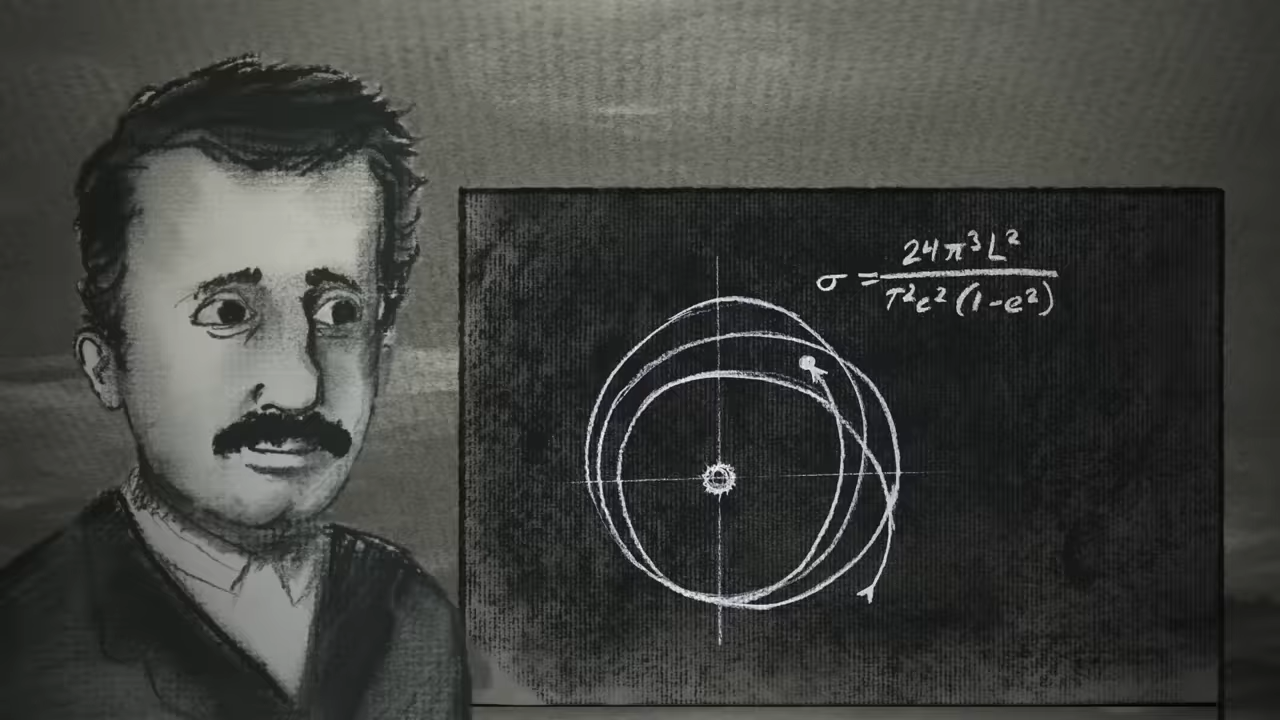 σ = 24π³L² / T²c²(1-e²)